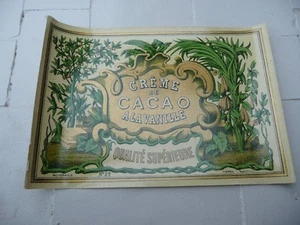 CRÈME
DE
CACAO
A LA VANILLE
QUALITÉ SUPÉRIEURE